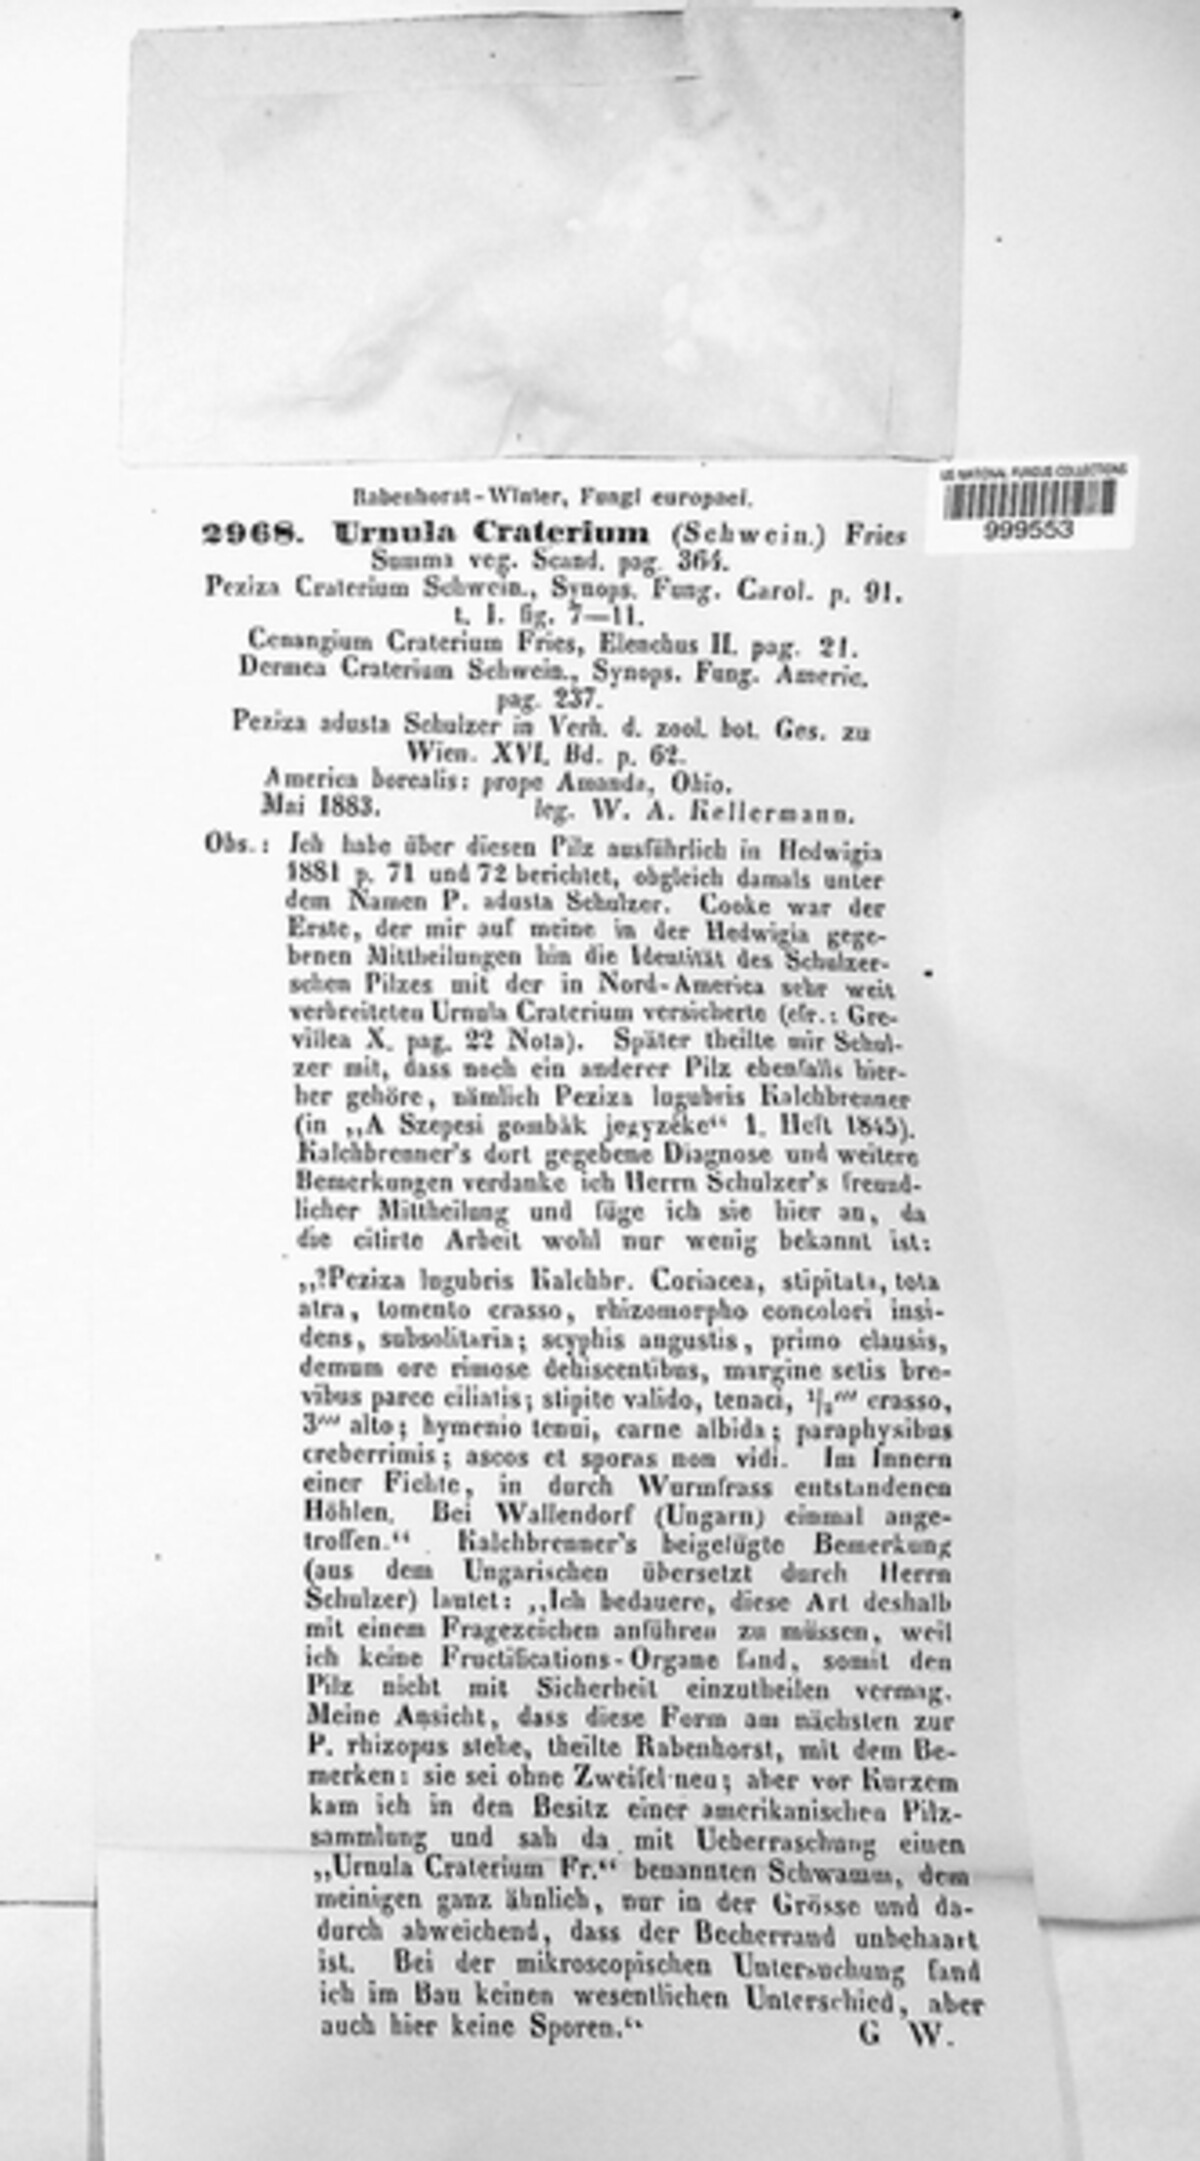 US NATIONAL FUNGUS COLLECTIONS
999553
Rabenhorst-Winter, Fungi europaei.
2968. Urnula Craterium (Schwein.) Fries
Summa veg. Scand. pag. 364.
Peziza Craterium Schwein., Synops. Fung. Carol. p. 91.
t. I. fig. 7—11.
Cenangium Craterium Fries, Elenchus II. pag. 21.
Dermea Craterium Schwein., Synops. Fung. Americ.
pag. 237.
Peziza adusta Schulzer in Verh. d. zool. bot. Ges. zu
Wien. XVI. Bd. p. 62.
America borealis: prope Amanda, Ohio.
Mai 1883. leg. W. A. Kellermann.
Obs.: Ich habe über diesen Pilz ausführlich in Hedwigia
1881 p. 71 und 72 berichtet, obgleich damals unter
dem Namen P. adusta Schulzer. Cooke war der
Erste, der mir auf meine in der Hedwigia gege-
benen Mittheilungen hin die Identität des Schulzer-
schen Pilzes mit der in Nord-America sehr weit
verbreiteten Urnula Craterium versicherte (cfr.: Gre-
villea X. pag. 22 Nota). Später theilte mir Schul-
zer mit, dass noch ein anderer Pilz ebenfalls hier-
her gehöre, nämlich Peziza lugubris Kalchbrenner
(in „A Szepesi gombák jegyzéke“ 1. Heft 1845).
Kalchbrenner's dort gegebene Diagnose und weitere
Bemerkungen verdanke ich Herrn Schulzer's freund-
licher Mittheilung und füge ich sie hier an, da
die citirte Arbeit wohl nur wenig bekannt ist:
„?Peziza lugubris Kalchbr. Coriacea, stipitata, tota
atra, tomento crasso, rhizomorpho concolori insi-
dens, subsolitaria; scyphis angustis, primo clausis,
demum ore rimose dehiscentibus, margine setis bre-
vibus parce ciliatis; stipite valido, tenaci, 1/2''' crasso,
3''' alto; hymenio tenui, carne albida; paraphysibus
creberrimis; ascos et sporas non vidi. Im Innern
einer Fichte, in durch Wurmfrass entstandenen
Höhlen. Bei Wallendorf (Ungarn) einmal ange-
troffen.“ Kalchbrenner's beigefügte Bemerkung
(aus dem Ungarischen übersetzt durch Herrn
Schulzer) lautet: „Ich bedauere, diese Art deshalb
mit einem Fragezeichen anführen zu müssen, weil
ich keine Fructifications-Organe fand, somit den
Pilz nicht mit Sicherheit einzutheilen vermag.
Meine Ansicht, dass diese Form am nächsten zur
P. rhizopus stehe, theilte Rabenhorst, mit dem Be-
merken: sie sei ohne Zweifel neu; aber vor Kurzem
kam ich in den Besitz einer amerikanischen Pilz-
sammlung und sah da mit Ueberraschung einen
„Urnula Craterium Fr.“ benannten Schwamm, dem
meinigen ganz ähnlich, nur in der Grösse und da-
durch abweichend, dass der Becherrand unbehaart
ist. Bei der mikroscopischen Untersuchung fand
ich im Bau keinen wesentlichen Unterschied, aber
auch hier keine Sporen.“ G W.